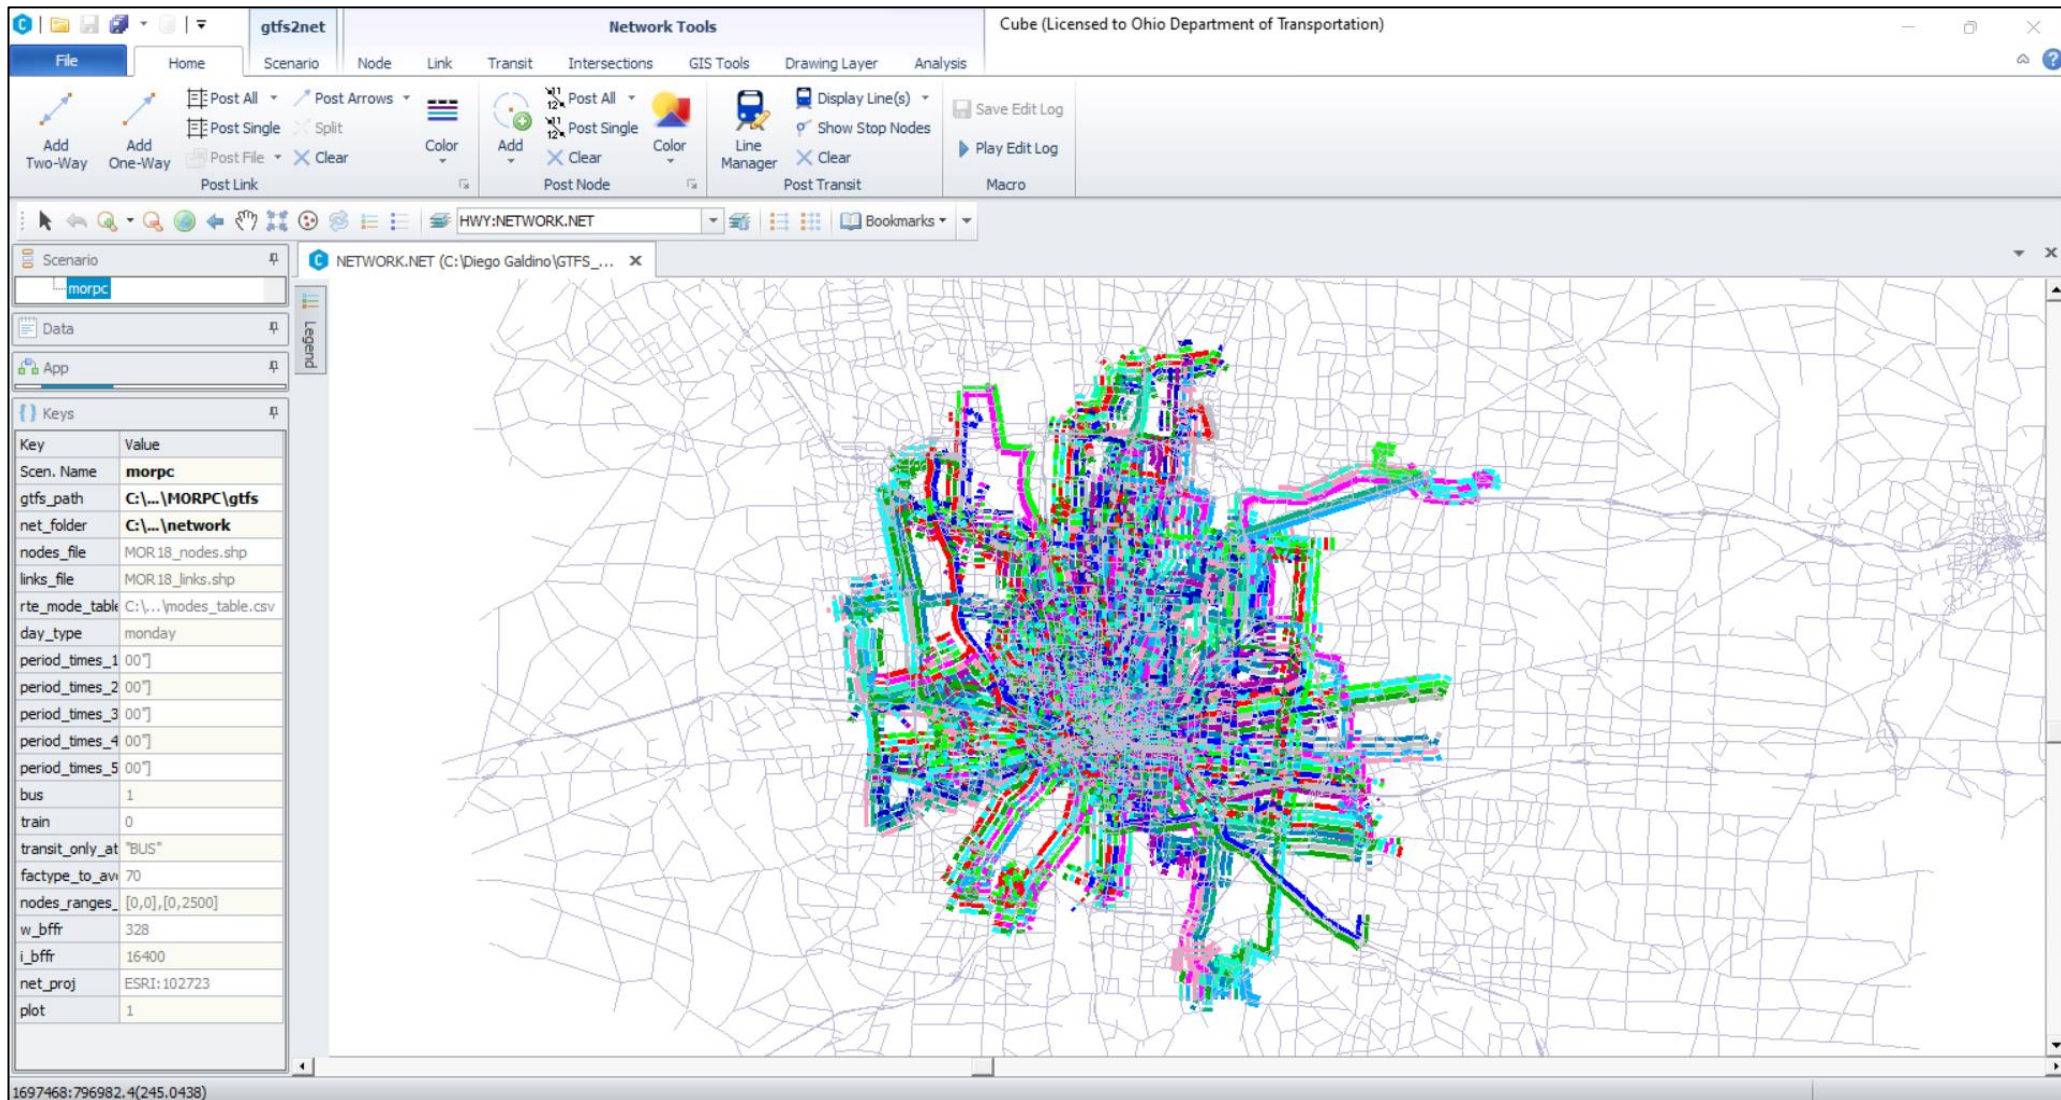 gtfs2net
Network Tools
Cube (Licensed to Ohio Department of Transportation)
File
Home
Scenario
Node
Link
Transit
Intersections
GIS Tools
Drawing Layer
Analysis
Add
Two-Way
Add
One-Way
Post All
Post Single
Post File
Post Arrows
Split
Clear
Color
Post Link
Add
Post All
Post Single
Clear
Color
Post Node
Line
Manager
Display Line(s)
Show Stop Nodes
Clear
Post Transit
Save Edit Log
Play Edit Log
Macro
HWY:NETWORK.NET
Bookmarks
Scenario
morpc
Data
App
Keys
NETWORK.NET (C:\Diego Galdino\GTFS_...
Legend
Key Value
Scen. Name morpc
gtfs_path C:\...\MORPC\gtfs
net_folder C:\...\network
nodes_file MOR18_nodes.shp
links_file MOR18_links.shp
rte_mode_table C:\...\modes_table.csv
day_type monday
period_times_1 00"]
period_times_2 00"]
period_times_3 00"]
period_times_4 00"]
period_times_5 00"]
bus 1
train 0
transit_only_at "BUS"
factype_to_av 70
nodes_ranges_ [0,0],[0,2500]
w_bffr 328
i_bffr 16400
net_proj ESRI:102723
plot 1
1697468:796982.4(245.0438)